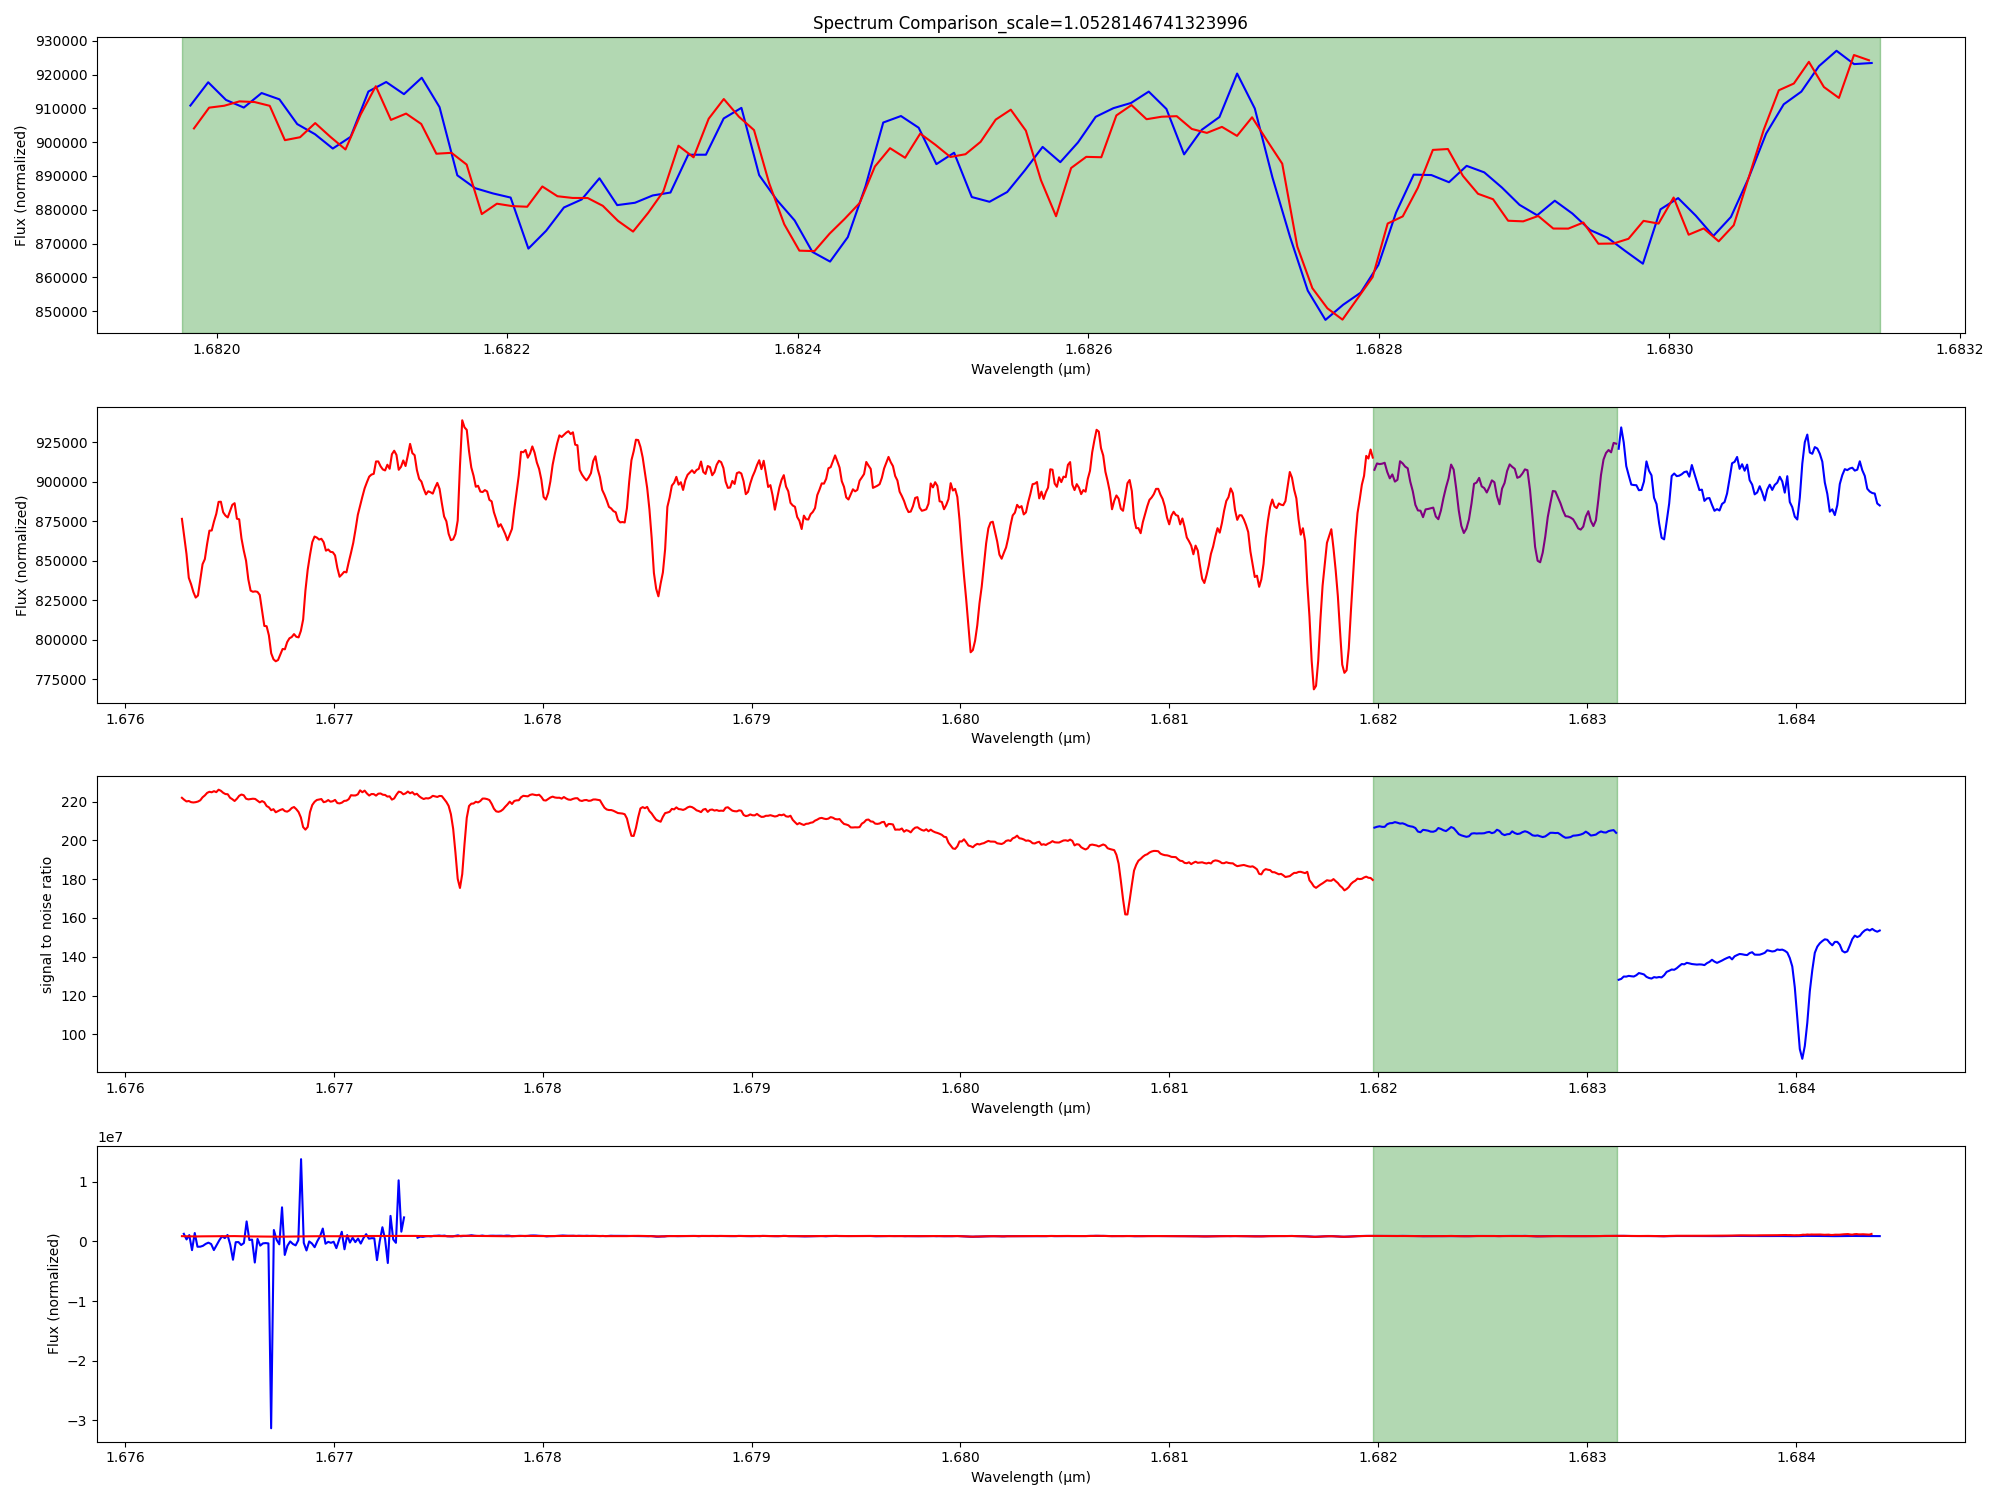 Spectrum Comparison_scale=1.0528146741323996
930000
920000
910000
900000
890000
880000
870000
860000
850000
Flux (normalized)
1.6820 1.6822 1.6824 1.6826 1.6828 1.6830 1.6832
Wavelength (μm)
925000
900000
875000
850000
825000
800000
775000
Flux (normalized)
1.676 1.677 1.678 1.679 1.680 1.681 1.682 1.683 1.684
Wavelength (μm)
220
200
180
160
140
120
100
signal to noise ratio
1.676 1.677 1.678 1.679 1.680 1.681 1.682 1.683 1.684
Wavelength (μm)
1e7
1
0
−1
−2
−3
Flux (normalized)
1.676 1.677 1.678 1.679 1.680 1.681 1.682 1.683 1.684
Wavelength (μm)